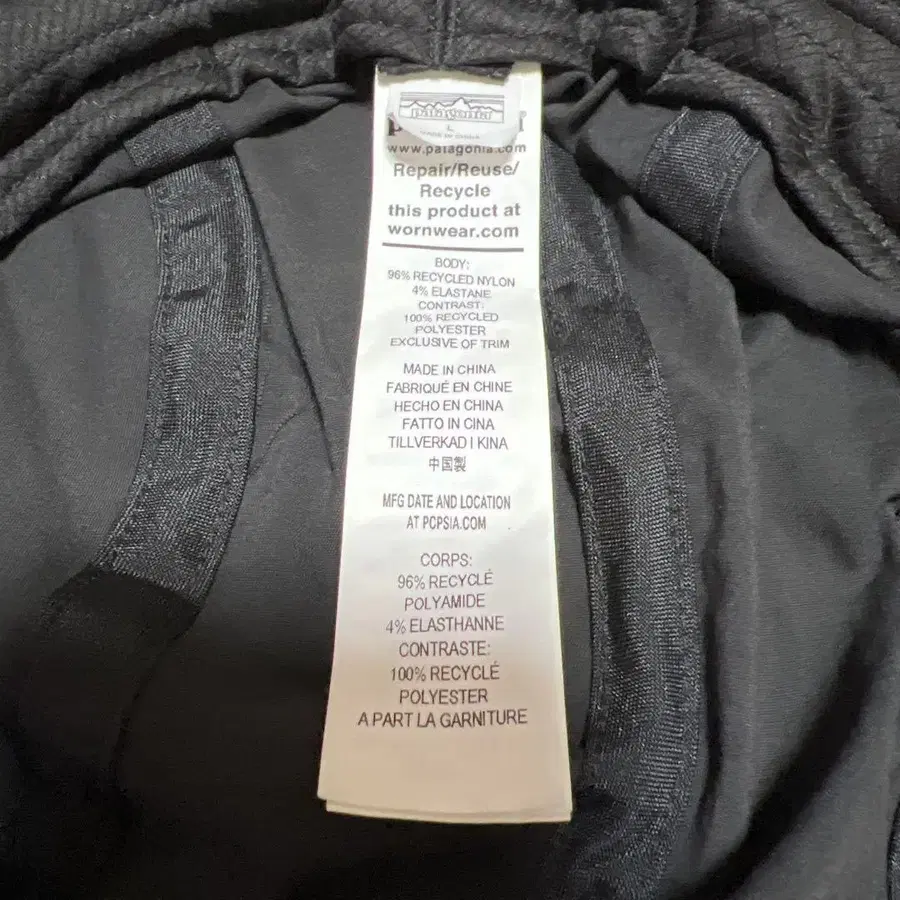 patagonia
L
MADE IN CHINA
www.patagonia.com
Repair/Reuse/
Recycle
this product at
wornwear.com
BODY:
96% RECYCLED NYLON
4% ELASTANE
CONTRAST:
100% RECYCLED
POLYESTER
EXCLUSIVE OF TRIM
MADE IN CHINA
FABRIQUÉ EN CHINE
HECHO EN CHINA
FATTO IN CINA
TILLVERKAD I KINA
中国製
MFG DATE AND LOCATION
AT PCPSIA.COM
CORPS:
96% RECYCLÉ
POLYAMIDE
4% ELASTHANNE
CONTRASTE:
100% RECYCLÉ
POLYESTER
A PART LA GARNITURE